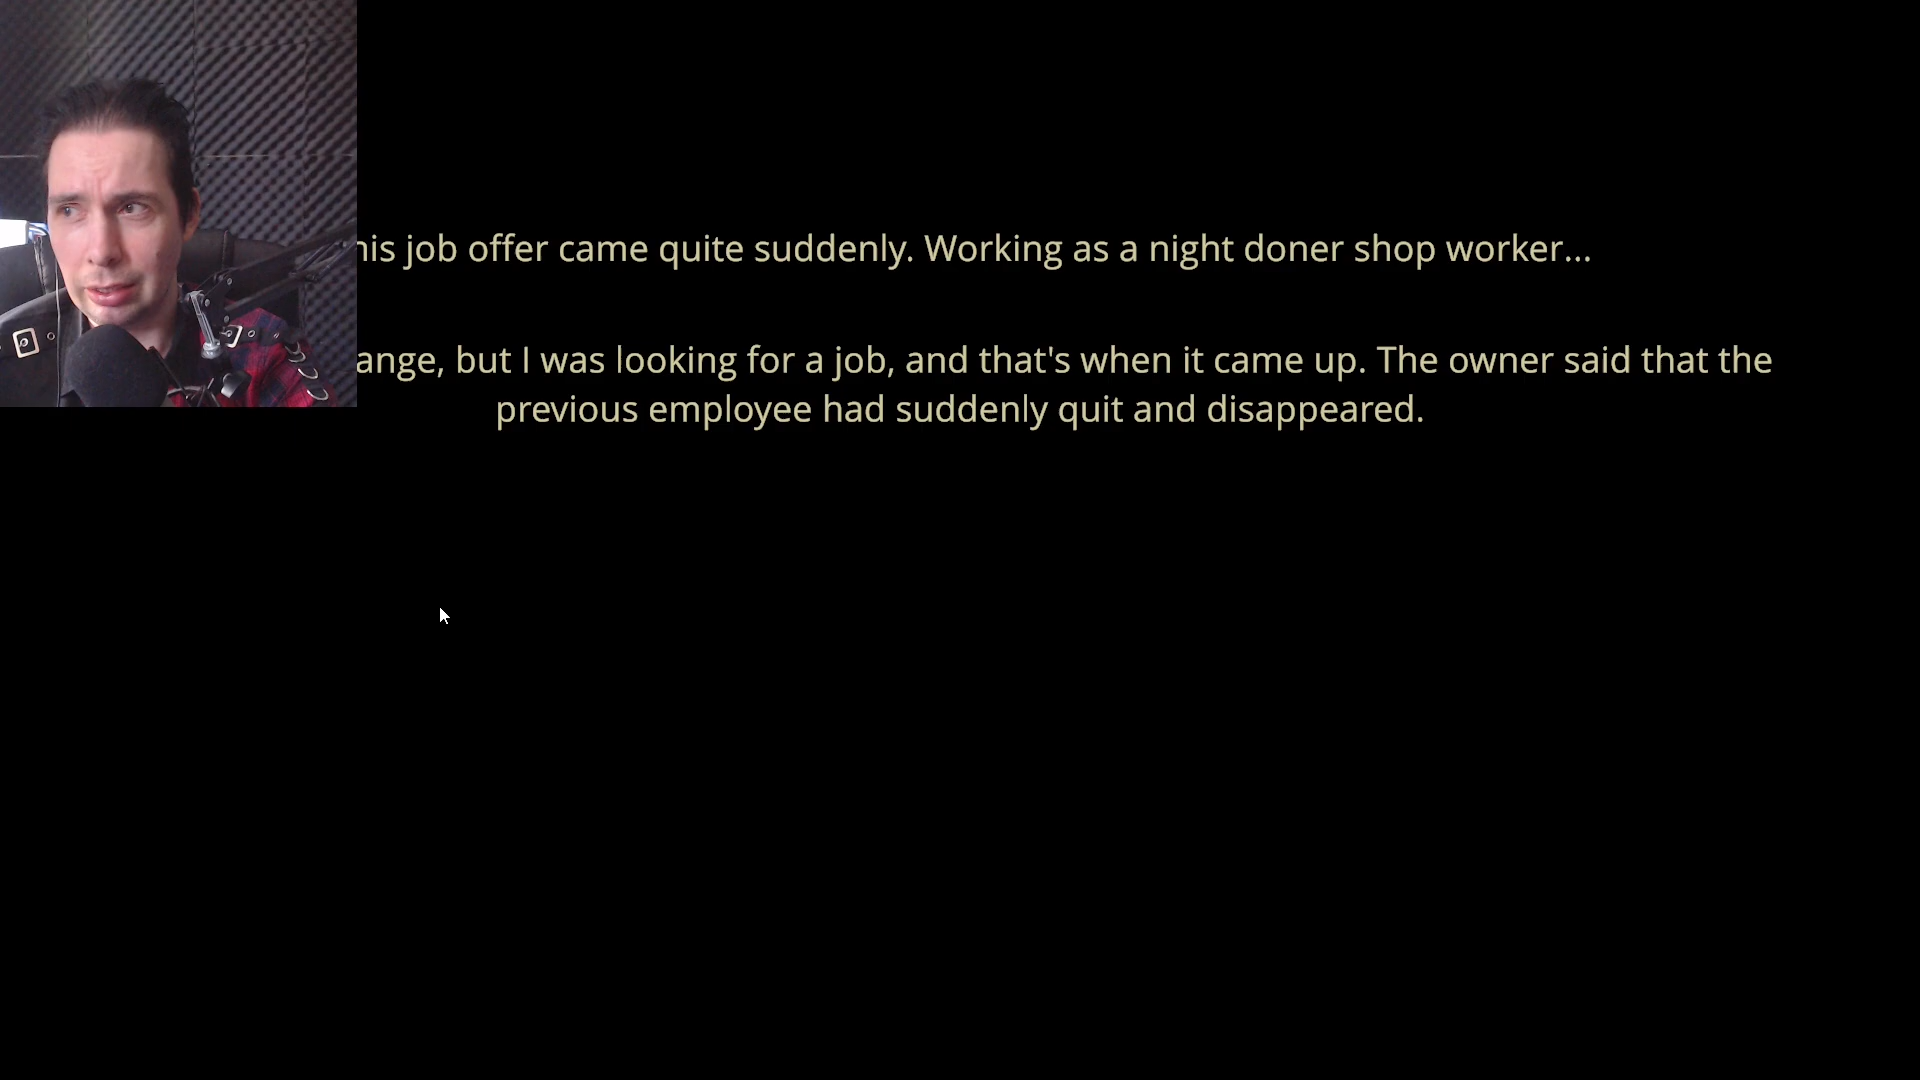 his job offer came quite suddenly. Working as a night doner shop worker...
ange, but I was looking for a job, and that's when it came up. The owner said that the
previous employee had suddenly quit and disappeared.